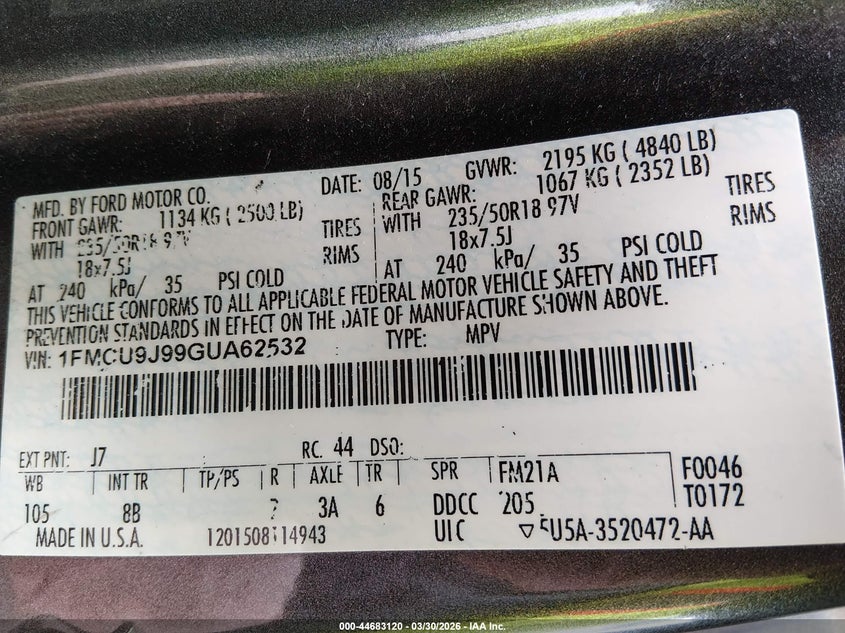 MFD. BY FORD MOTOR CO. DATE: 08/15 GVWR: 2195 KG ( 4840 LB)
FRONT GAWR: 1134 KG ( 2500 LB) REAR GAWR: 1067 KG ( 2352 LB)
WITH 235/50R18 97V TIRES WITH 235/50R18 97V TIRES
18x7.5J RIMS 18x7.5J RIMS
AT 240 kPa/ 35 PSI COLD AT 240 kPa/ 35 PSI COLD
THIS VEHICLE CONFORMS TO ALL APPLICABLE FEDERAL MOTOR VEHICLE SAFETY AND THEFT
PREVENTION STANDARDS IN EFFECT ON THE DATE OF MANUFACTURE SHOWN ABOVE.
VIN: 1FMCU9J99GUA62532 TYPE: MPV
EXT PNT: J7 RC: 44 DSO:
WB INT TR TP/PS R AXLE TR SPR FM21A F0046
105 8B 3A 6 DDCC 205 T0172
MADE IN U.S.A. 1201508114943 UIC 5U5A-3520472-AA
000-44683120 - 03/30/2026 - IAA Inc.